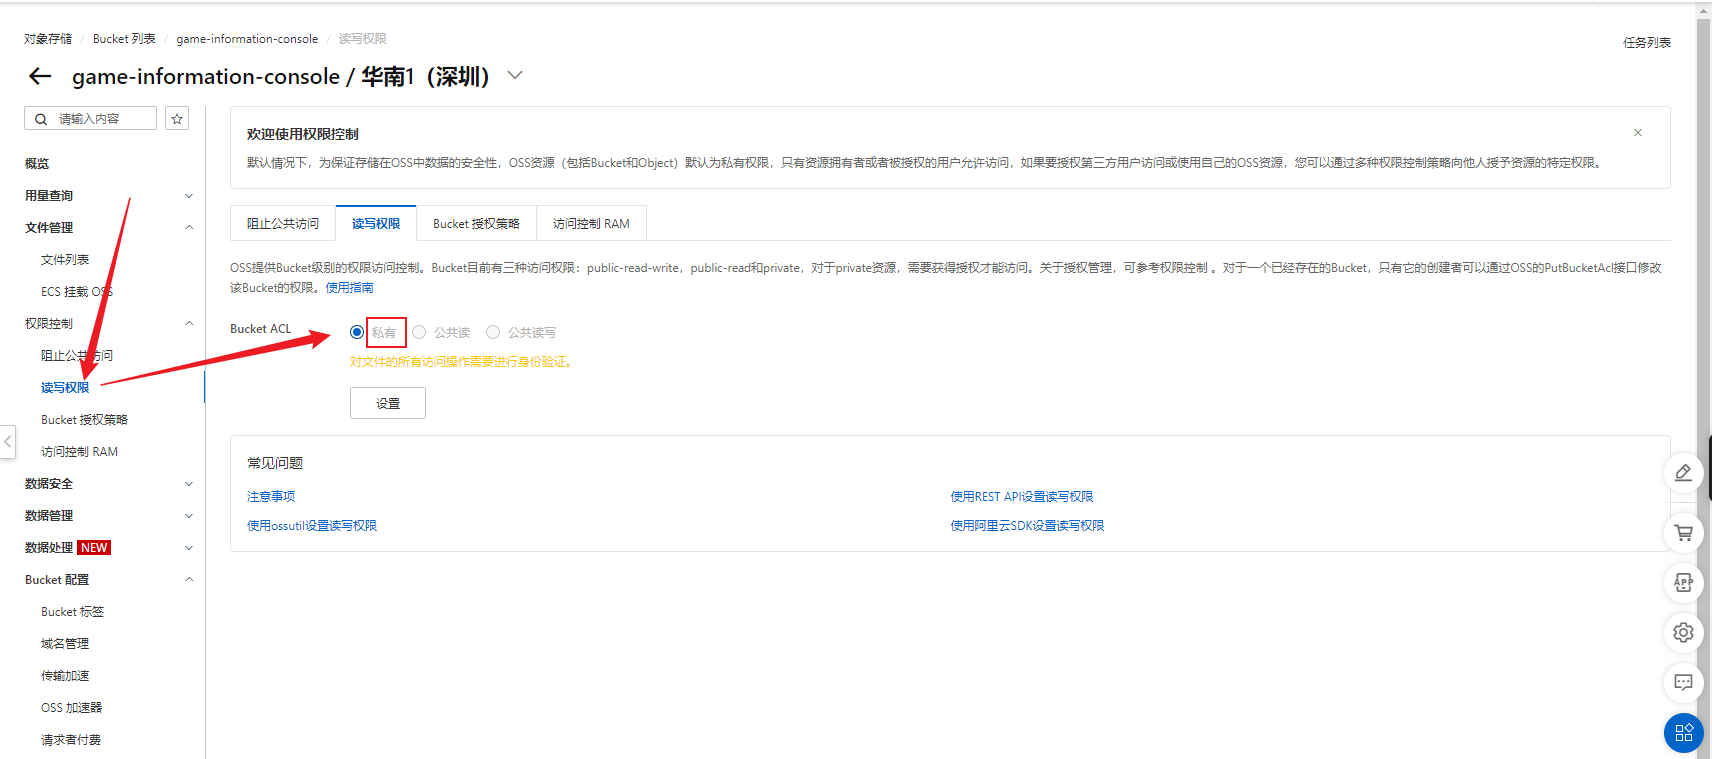 对象存储 / Bucket 列表 / game-information-console / 读写权限
任务列表
game-information-console / 华南1（深圳）
请输入内容
概览
用量查询
文件管理
文件列表
ECS 挂载 OSS
权限控制
阻止公共访问
读写权限
Bucket 授权策略
访问控制 RAM
数据安全
数据管理
数据处理 NEW
Bucket 配置
Bucket 标签
域名管理
传输加速
OSS 加速器
请求者付费
欢迎使用权限控制
默认情况下，为保证存储在OSS中数据的安全性，OSS资源（包括Bucket和Object）默认为私有权限，只有资源拥有者或者被授权的用户允许访问，如果要授权第三方用户访问或使用自己的OSS资源，您可以通过多种权限控制策略向他人授予资源的特定权限。
阻止公共访问 读写权限 Bucket 授权策略 访问控制 RAM
OSS提供Bucket级别的权限访问控制。Bucket目前有三种访问权限：public-read-write，public-read和private，对于private资源，需要获得授权才能访问。关于授权管理，可参考权限控制 。对于一个已经存在的Bucket，只有它的创建者可以通过OSS的PutBucketAcl接口修改
该Bucket的权限。使用指南
Bucket ACL 私有 公共读 公共读写
对文件的所有访问操作需要进行身份验证。
设置
常见问题
注意事项 使用REST API设置读写权限
使用ossutil设置读写权限 使用阿里云SDK设置读写权限
APP